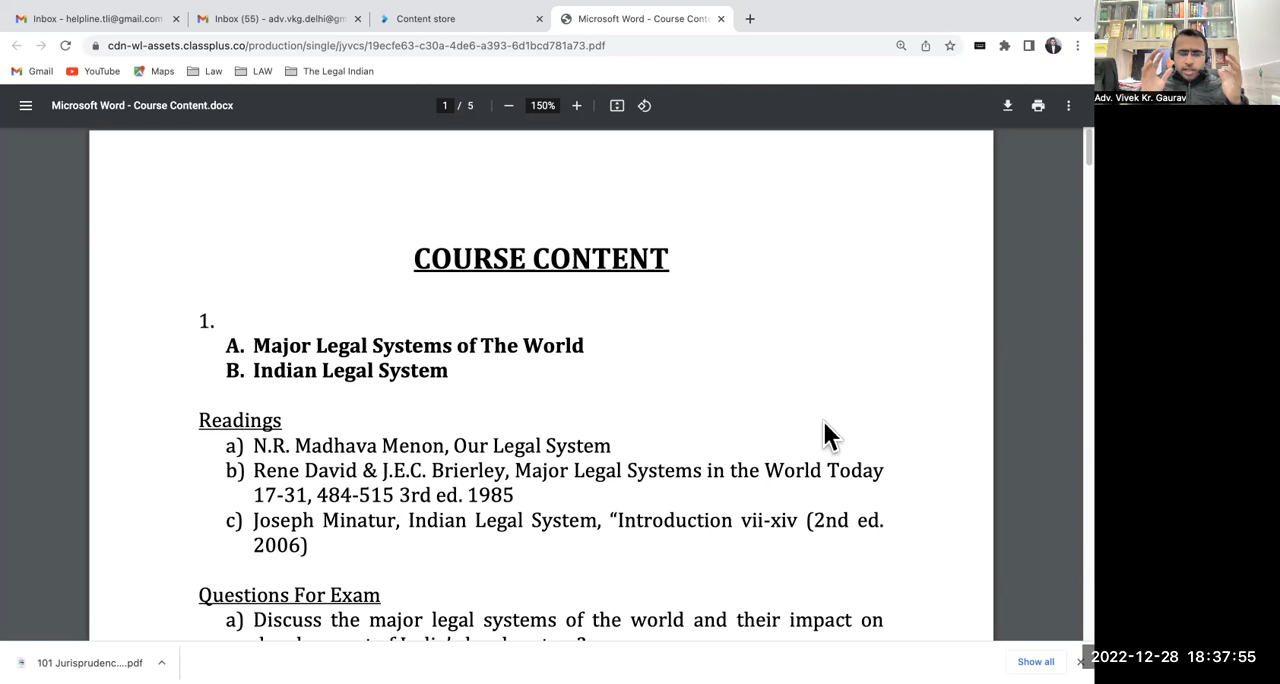 Inbox - helpline.tli@gmail.com
Inbox (55) - adv.vkg.delhi@gm
Content store
Microsoft Word - Course Conte
cdn-wl-assets.classplus.co/production/single/jyvcs/19ecfe63-c30a-4de6-a393-6d1bcd781a73.pdf
Gmail
YouTube
Maps
Law
LAW
The Legal Indian
Adv. Vivek Kr. Gaurav
Microsoft Word - Course Content.docx
1 / 5
150%
COURSE CONTENT
1.
A. Major Legal Systems of The World
B. Indian Legal System
Readings
a) N.R. Madhava Menon, Our Legal System
b) Rene David & J.E.C. Brierley, Major Legal Systems in the World Today
17-31, 484-515 3rd ed. 1985
c) Joseph Minatur, Indian Legal System, “Introduction vii-xiv (2nd ed.
2006)
Questions For Exam
a) Discuss the major legal systems of the world and their impact on
101 Jurisprudenc....pdf
Show all
2022-12-28 18:37:55